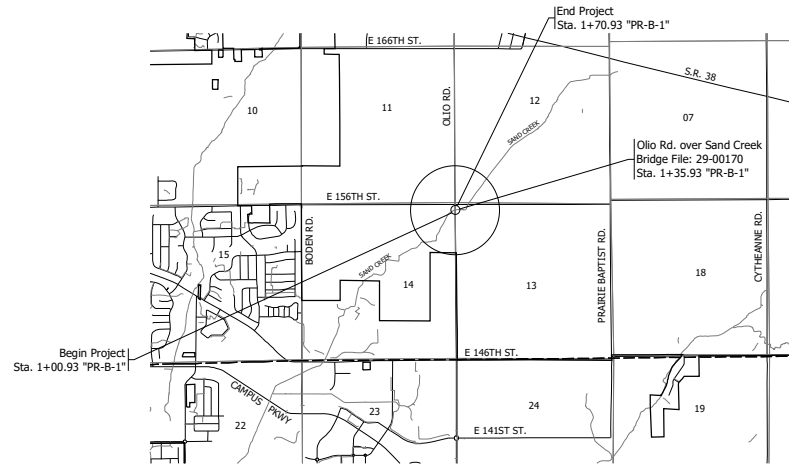 End Project
Sta. 1+70.93 "PR-B-1"
E 166TH ST.
S.R. 38
10
11
OLIO RD.
12
07
SAND CREEK
Olio Rd. over Sand Creek
Bridge File: 29-00170
Sta. 1+35.93 "PR-B-1"
E 156TH ST.
BODEN RD.
PRAIRIE BAPTIST RD.
CYTHEANNE RD.
15
SAND CREEK
14
13
18
Begin Project
Sta. 1+00.93 "PR-B-1"
E 146TH ST.
CAMPUS PKWY
22
23
24
19
E 141ST ST.